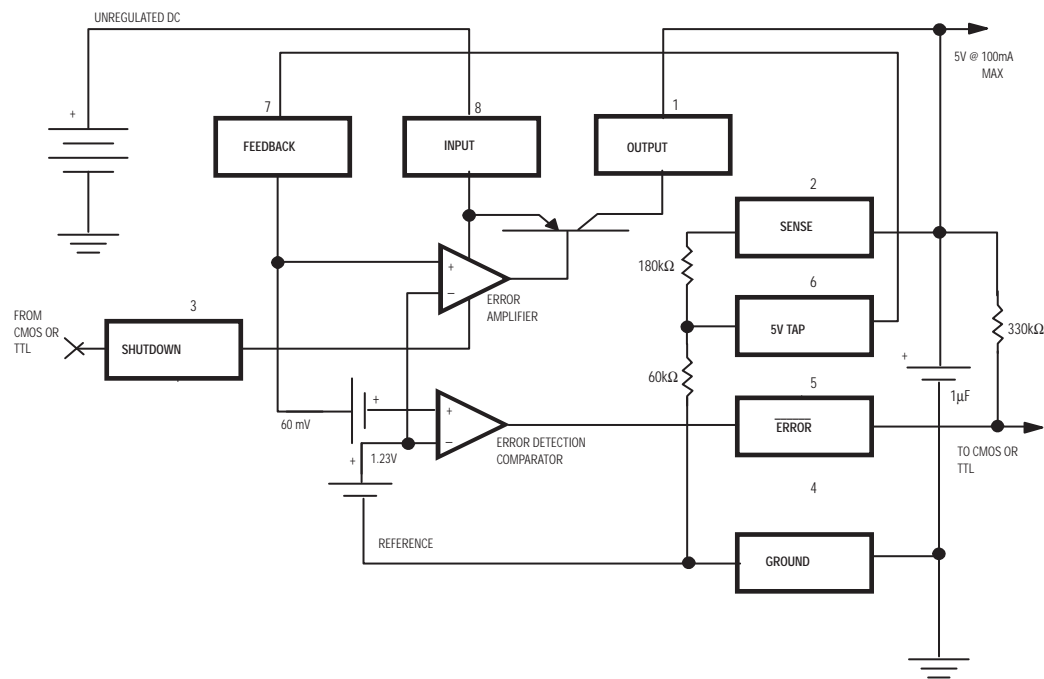 UNREGULATED DC
5V @ 100mA
MAX
+
7
8
1
FEEDBACK
INPUT
OUTPUT
2
SENSE
180kΩ
+
–
ERROR
AMPLIFIER
6
5V TAP
3
FROM
CMOS OR
TTL
SHUTDOWN
330kΩ
+
1µF
60kΩ
5
ERROR
60 mV
+
+
–
ERROR DETECTION
COMPARATOR
+
1.23V
TO CMOS OR
TTL
4
REFERENCE
GROUND